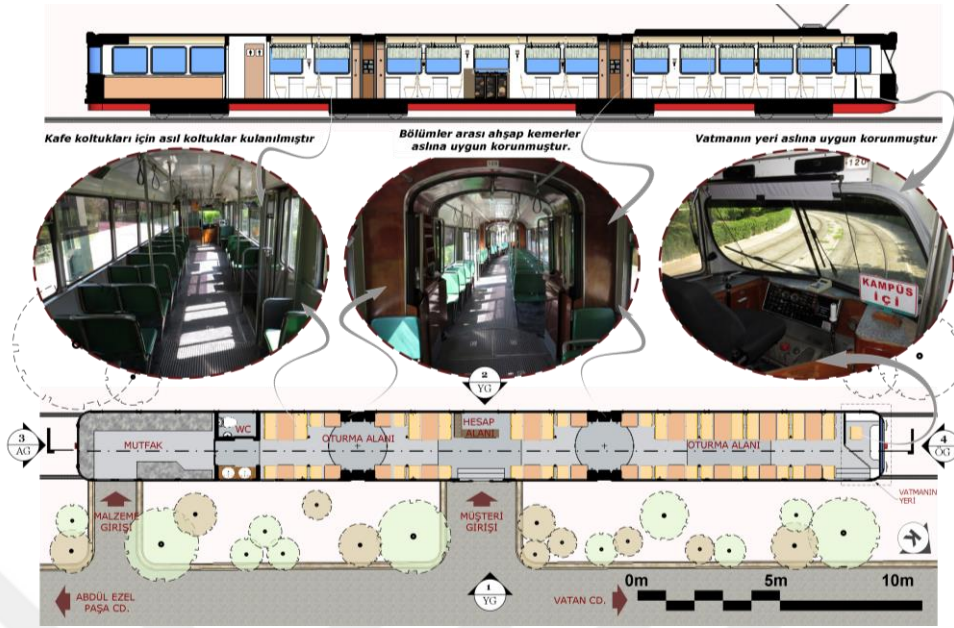 Kafe koltukları için asıl koltuklar kulanılmıştır
Bölümler arası ahşap kemerler
aslına uygun korunmuştur.
Vatmanın yeri aslına uygun korunmuştur
KAMPÜS
İÇİ
2
YG
3
AG
MUTFAK
WC
OTURMA ALANI
HESAP
ALANI
OTURMA ALANI
4
ÖG
VATMANIN
YERİ
MALZEME
GİRİŞİ
MÜŞTERİ
GİRİŞİ
K
ABDÜL EZEL
PAŞA CD.
1
YG
VATAN CD.
0m 5m 10m